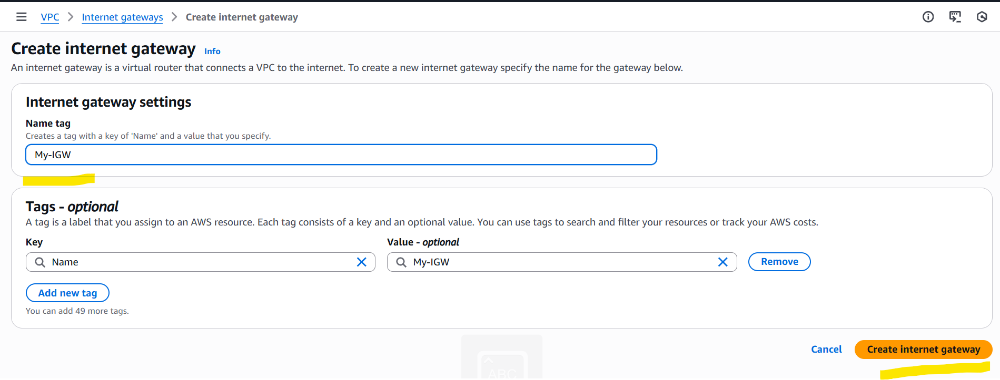 VPC > Internet gateways > Create internet gateway
Create internet gateway Info
An internet gateway is a virtual router that connects a VPC to the internet. To create a new internet gateway specify the name for the gateway below.
Internet gateway settings
Name tag
Creates a tag with a key of 'Name' and a value that you specify.
My-IGW
Tags - optional
A tag is a label that you assign to an AWS resource. Each tag consists of a key and an optional value. You can use tags to search and filter your resources or track your AWS costs.
Key Value - optional
Name My-IGW Remove
Add new tag
You can add 49 more tags.
Cancel Create internet gateway
ABC